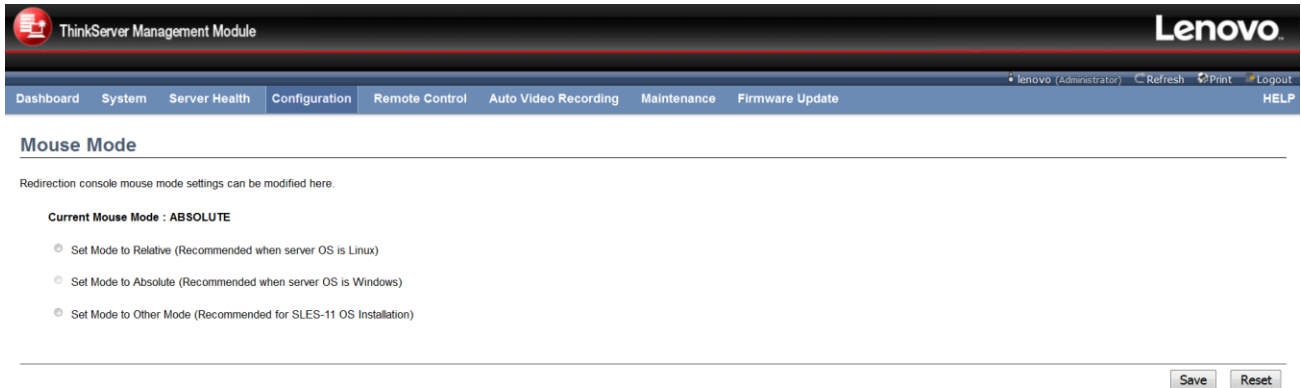 ThinkServer Management Module
Lenovo
lenovo (Administrator) Refresh Print Logout
Dashboard System Server Health Configuration Remote Control Auto Video Recording Maintenance Firmware Update HELP
Mouse Mode
Redirection console mouse mode settings can be modified here.
Current Mouse Mode : ABSOLUTE
Set Mode to Relative (Recommended when server OS is Linux)
Set Mode to Absolute (Recommended when server OS is Windows)
Set Mode to Other Mode (Recommended for SLES-11 OS Installation)
Save Reset